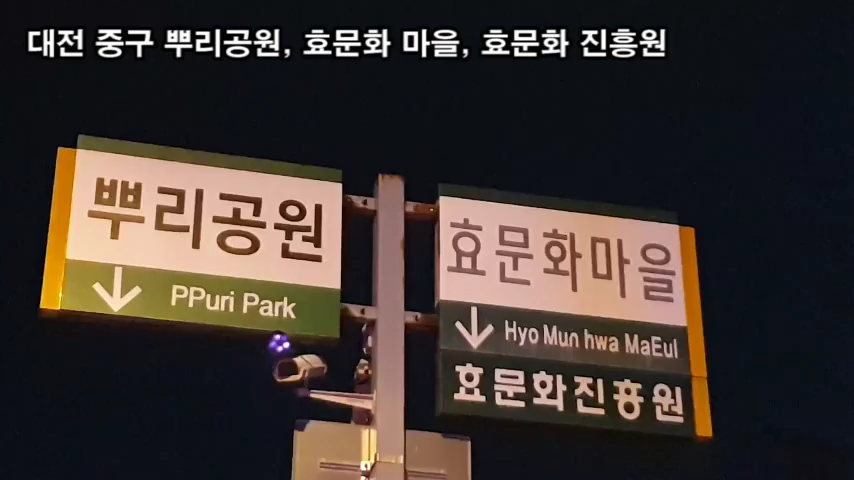 대전 중구 뿌리공원, 효문화 마을, 효문화 진흥원
뿌리공원
PPuri Park
효문화마을
Hyo Mun hwa MaEul
효문화진흥원